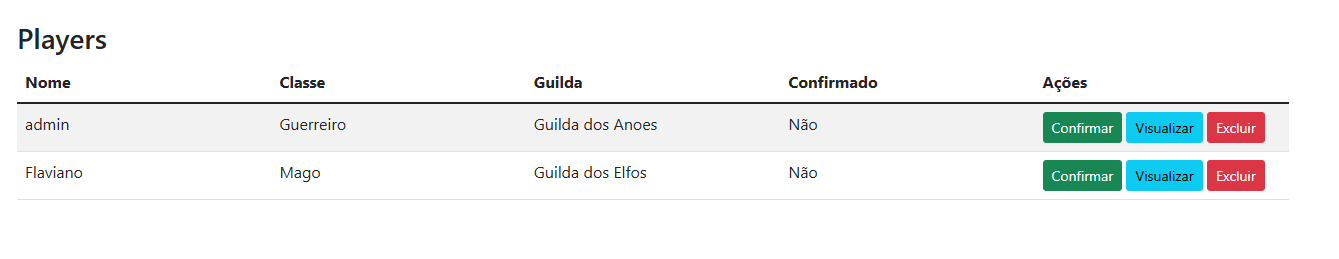 Players
Nome Classe Guilda Confirmado Ações
admin Guerreiro Guilda dos Anoes Não Confirmar Visualizar Excluir
Flaviano Mago Guilda dos Elfos Não Confirmar Visualizar Excluir